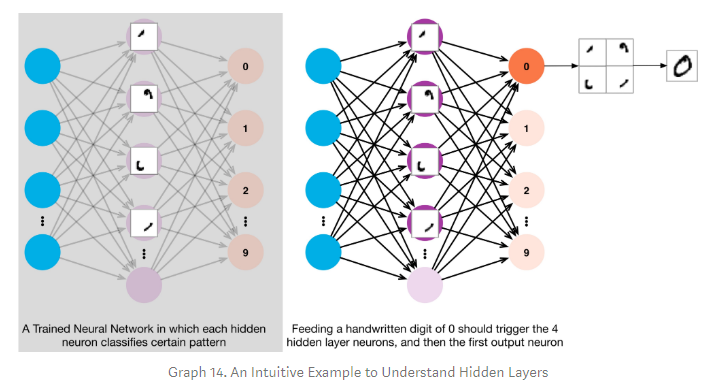 0
1
2
9
0
1
2
9
A Trained Neural Network in which each hidden
neuron classifies certain pattern
Feeding a handwritten digit of 0 should trigger the 4
hidden layer neurons, and then the first output neuron
Graph 14. An Intuitive Example to Understand Hidden Layers